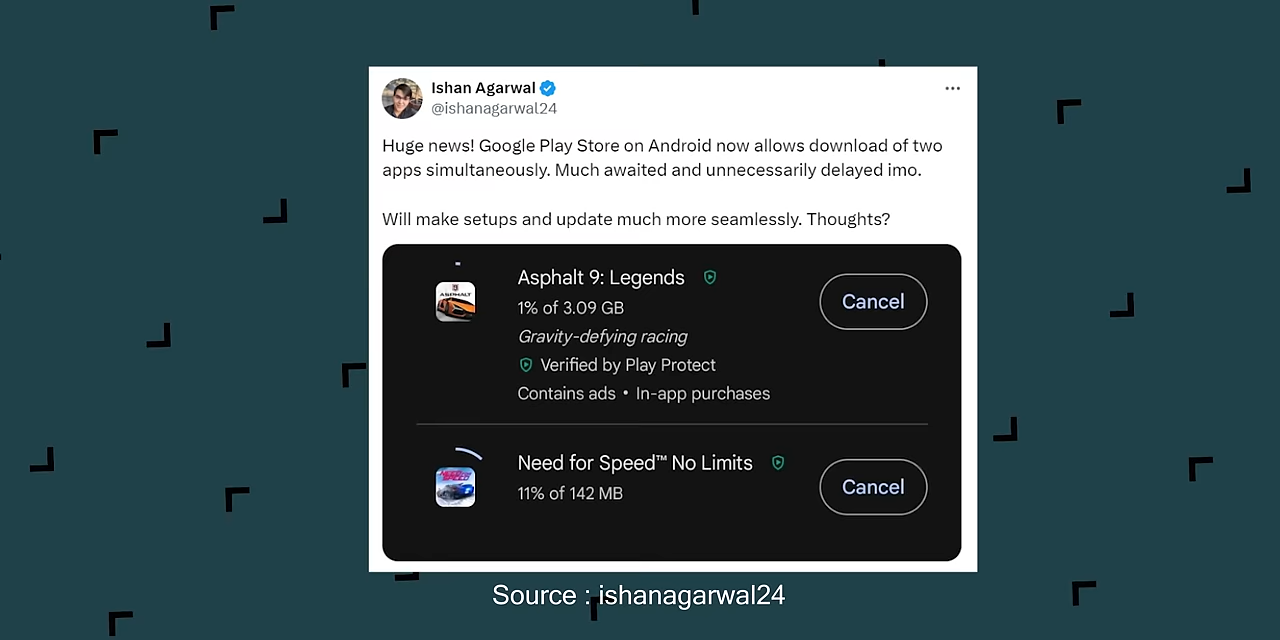 Ishan Agarwal
@ishanagarwal24
Huge news! Google Play Store on Android now allows download of two
apps simultaneously. Much awaited and unnecessarily delayed imo.
Will make setups and update much more seamlessly. Thoughts?
Asphalt 9: Legends
1% of 3.09 GB
Gravity-defying racing
Verified by Play Protect
Contains ads • In-app purchases
Cancel
ASPHALT
Need for Speed™ No Limits
11% of 142 MB
Cancel
Source : ishanagarwal24